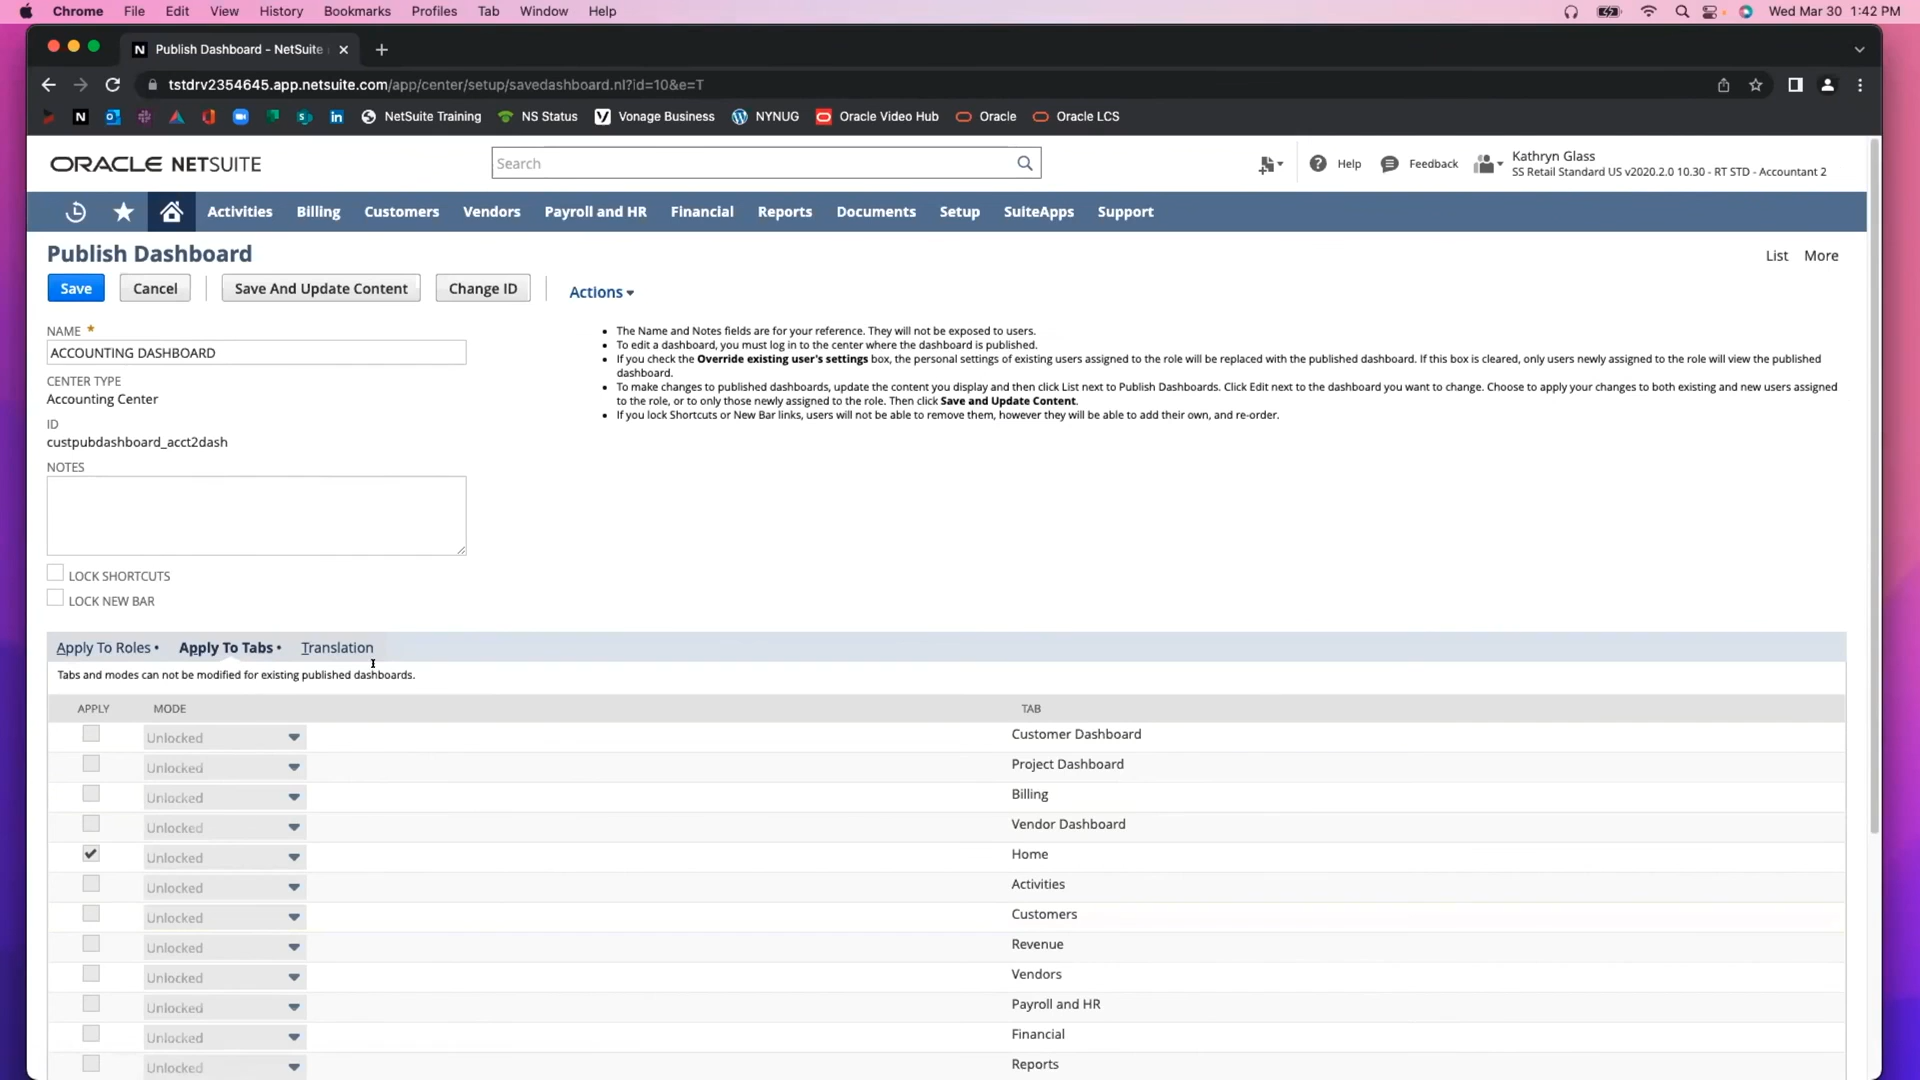 Chrome File Edit View History Bookmarks Profiles Tab Window Help Wed Mar 30 1:42 PM
N Publish Dashboard - NetSuite
tstdrv2354645.app.netsuite.com/app/center/setup/savedashboard.nl?id=10&e=T
N NetSuite Training NS Status Vonage Business NYNUG Oracle Video Hub Oracle Oracle LCS
ORACLE NETSUITE Search Help Feedback Kathryn Glass
SS Retail Standard US v2020.2.0 10.30 - RT STD - Accountant 2
Activities Billing Customers Vendors Payroll and HR Financial Reports Documents Setup SuiteApps Support
Publish Dashboard List More
Save Cancel Save And Update Content Change ID Actions
NAME *
ACCOUNTING DASHBOARD
CENTER TYPE
Accounting Center
ID
custpubdashboard_acct2dash
NOTES
LOCK SHORTCUTS
LOCK NEW BAR
• The Name and Notes fields are for your reference. They will not be exposed to users.
• To edit a dashboard, you must log in to the center where the dashboard is published.
• If you check the Override existing user's settings box, the personal settings of existing users assigned to the role will be replaced with the published dashboard. If this box is cleared, only users newly assigned to the role will view the published
dashboard.
• To make changes to published dashboards, update the content you display and then click List next to Publish Dashboards. Click Edit next to the dashboard you want to change. Choose to apply your changes to both existing and new users assigned
to the role, or to only those newly assigned to the role. Then click Save and Update Content.
• If you lock Shortcuts or New Bar links, users will not be able to remove them, however they will be able to add their own, and re-order.
Apply To Roles • Apply To Tabs • Translation
Tabs and modes can not be modified for existing published dashboards.
APPLY MODE TAB
Unlocked Customer Dashboard
Unlocked Project Dashboard
Unlocked Billing
Unlocked Vendor Dashboard
Unlocked Home
Unlocked Activities
Unlocked Customers
Unlocked Revenue
Unlocked Vendors
Unlocked Payroll and HR
Unlocked Financial
Unlocked Reports